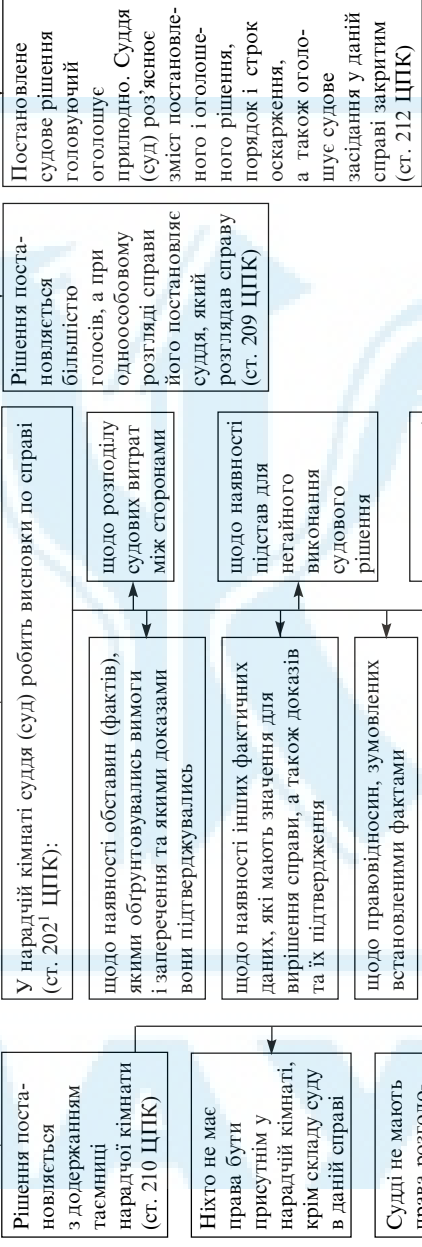 Рішення поста-
новляється
з додержанням
таємниці
нарадчої кімнати
(ст. 210 ЦПК)
Ніхто не має
права бути
присутнім у
нарадчій кімнаті,
крім складу суду
в даній справі
Судді не мають
права розголо-
У нарадчій кімнаті суддя (суд) робить висновки по справі
(ст. 202¹ ЦПК):
щодо наявності обставин (фактів),
якими обґрунтовувались вимоги
і заперечення та якими доказами
вони підтверджувались
щодо наявності інших фактичних
даних, які мають значення для
вирішення справи, а також доказів
та їх підтвердження
щодо правовідносин, зумовлених
встановленими фактами
щодо розподілу
судових витрат
між сторонами
щодо наявності
підстав для
негайного
виконання
судового
рішення
Рішення поста-
новляється
більшістю
голосів, а при
одноособовому
розгляді справи
його постановляє
суддя, який
розглядав справу
(ст. 209 ЦПК)
Постановлене
судове рішення
головуючий
оголошує
прилюдно. Суддя
(суд) роз’яснює
зміст постановле-
ного і оголоше-
ного рішення,
порядок і строк
оскарження,
а також оголо-
шує судове
засідання у даній
справі закритим
(ст. 212 ЦПК)